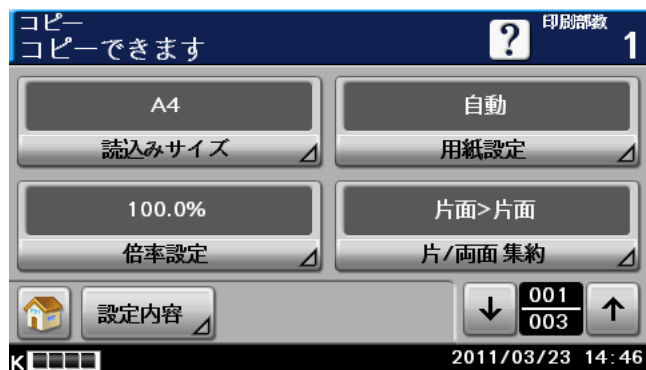 コピー
コピーできます
? 印刷部数 1
A4 自動
読込みサイズ 用紙設定
100.0% 片面>片面
倍率設定 片/両面 集約
設定内容 ↓ 001 ↑
003
K 2011/03/23 14:46